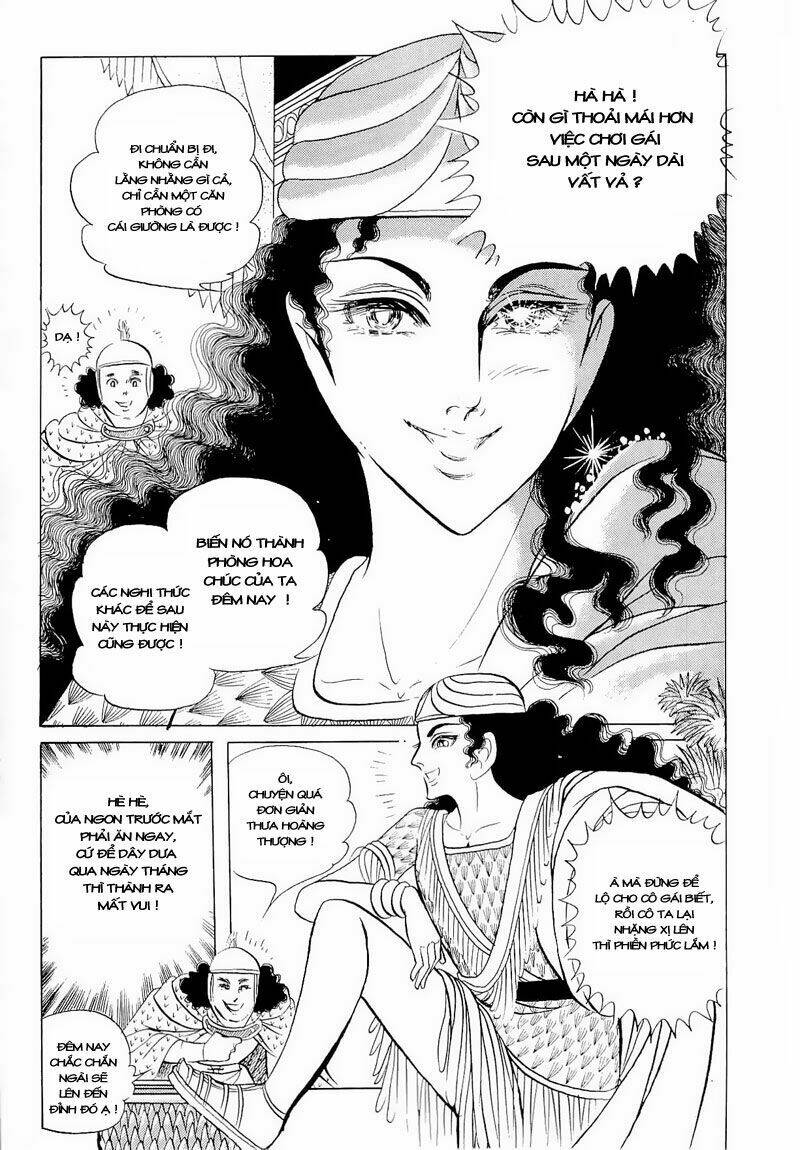 HÀ HÀ !
CÒN GÌ THOẢI MÁI HƠN
VIỆC CHƠI GÁI
SAU MỘT NGÀY DÀI
VẤT VẢ ?
ĐI CHUẨN BỊ ĐI,
KHÔNG CẦN
LẰNG NHẰNG GÌ CẢ,
CHỈ CẦN MỘT CĂN
PHÒNG CÓ
CÁI GIƯỜNG LÀ ĐƯỢC !
DẠ !
BIẾN NÓ THÀNH
PHÒNG HOA
CHÚC CỦA TA
ĐÊM NAY !
CÁC NGHI THỨC
KHÁC ĐỂ SAU
NÀY THỰC HIỆN
CŨNG ĐƯỢC !
À MÀ ĐỪNG ĐỂ
LỘ CHO CÔ GÁI BIẾT,
RỒI CÔ TA LẠI
NHẶNG XỊ LÊN
THÌ PHIỀN PHỨC LẮM !
ÔI,
CHUYỆN QUÁ
ĐƠN GIẢN
THƯA HOÀNG
THƯỢNG !
HÈ HÈ,
CỦA NGON TRƯỚC MẮT
PHẢI ĂN NGAY,
CỨ ĐỂ DÂY DƯA
QUA NGÀY THÁNG
THÌ THÀNH RA
MẤT VUI !
ĐÊM NAY
CHẮC CHẮN
NGÀI SẼ
LÊN ĐẾN
ĐỈNH ĐÓ Ạ !